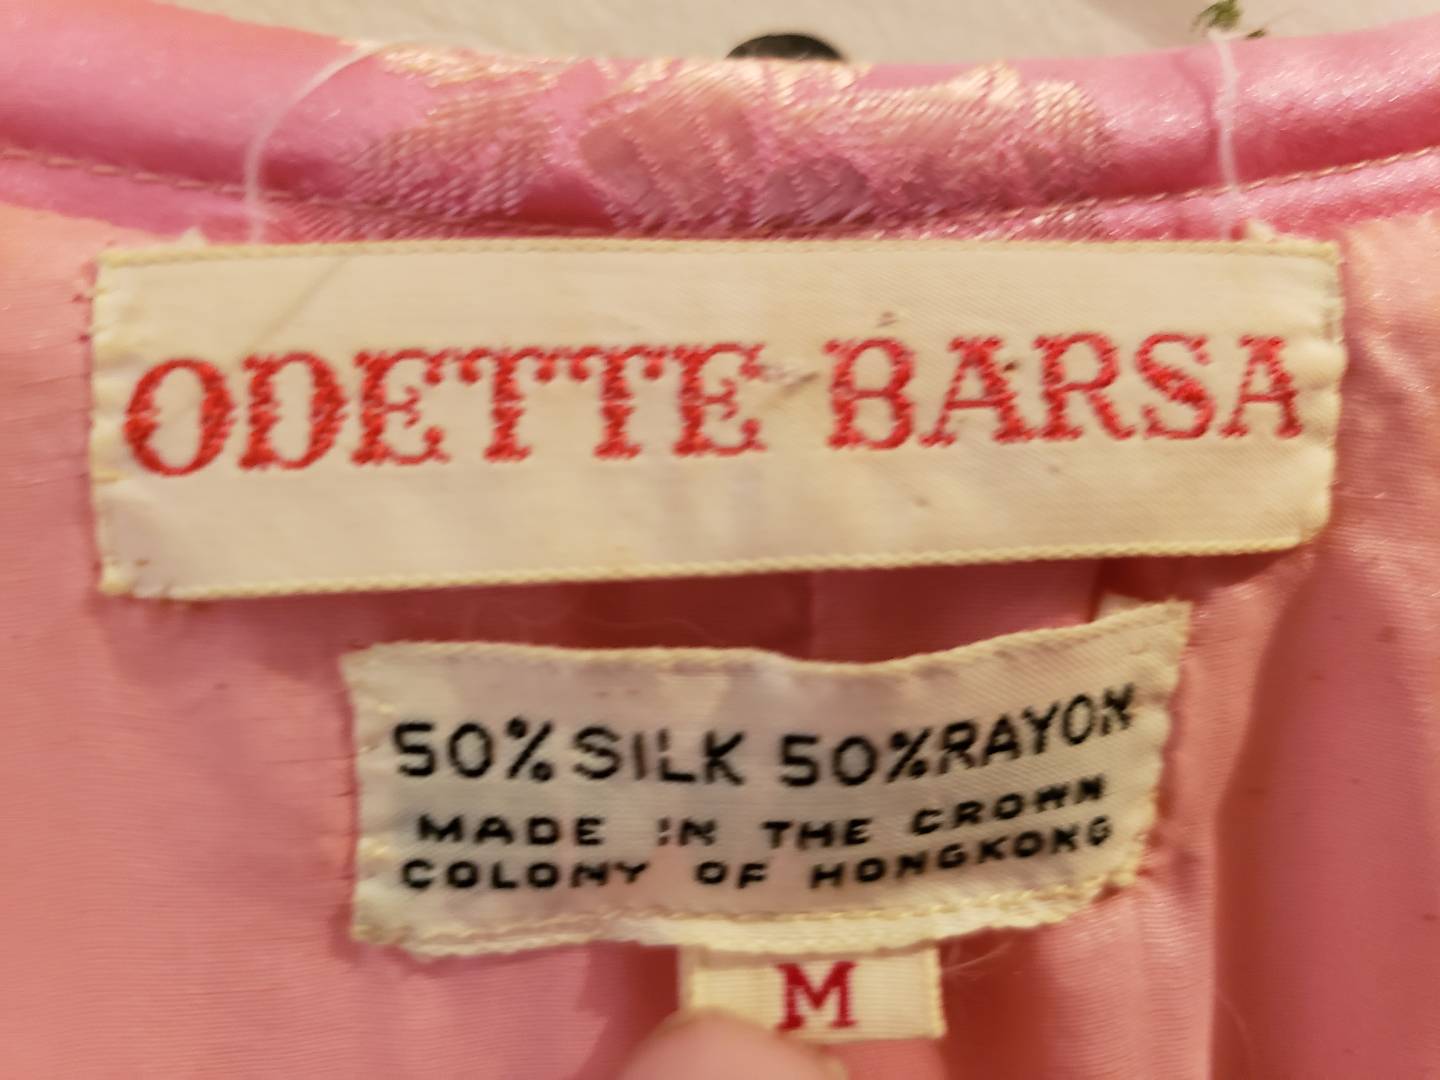 ODETTE BARSA
50% SILK 50% RAYON
MADE IN THE CROWN
COLONY OF HONGKONG
M